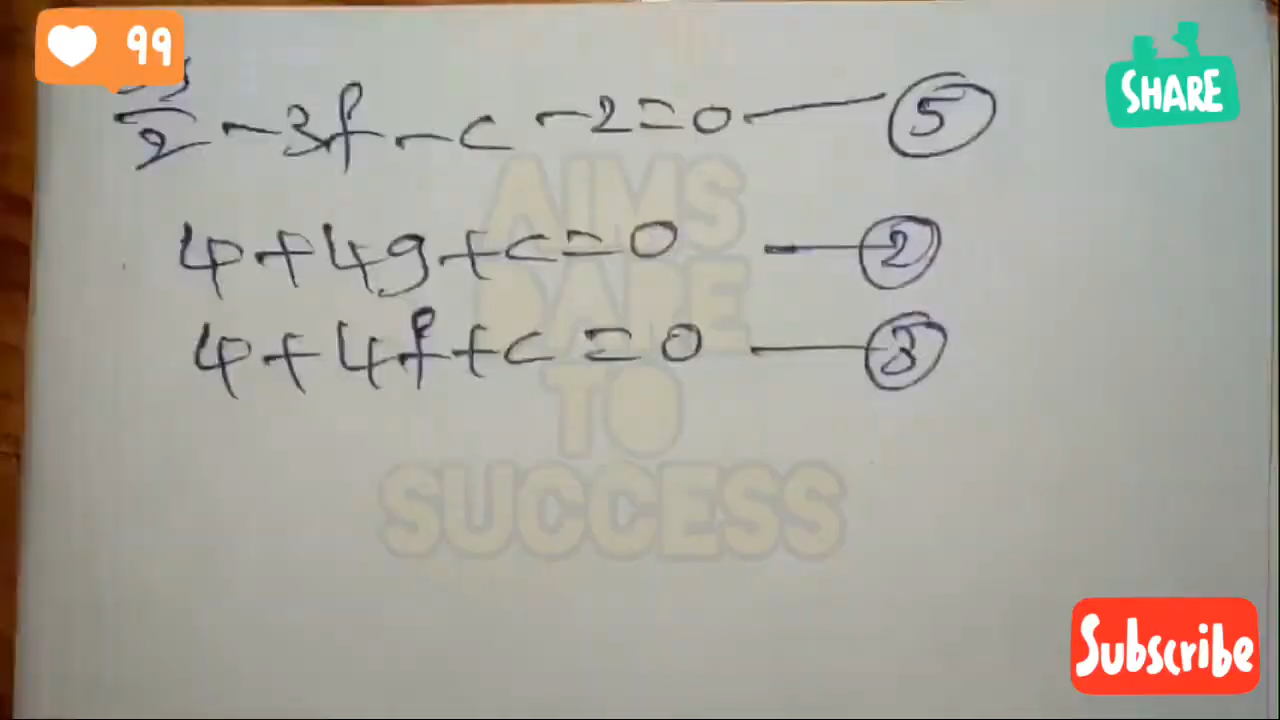 99
SHARE
/2 - 3f - c - 2 = 0 — 5
4 + 4g + c = 0 — 2
4 + 4f + c = 0 — 3
AIMS
DARE
TO
SUCCESS
Subscribe